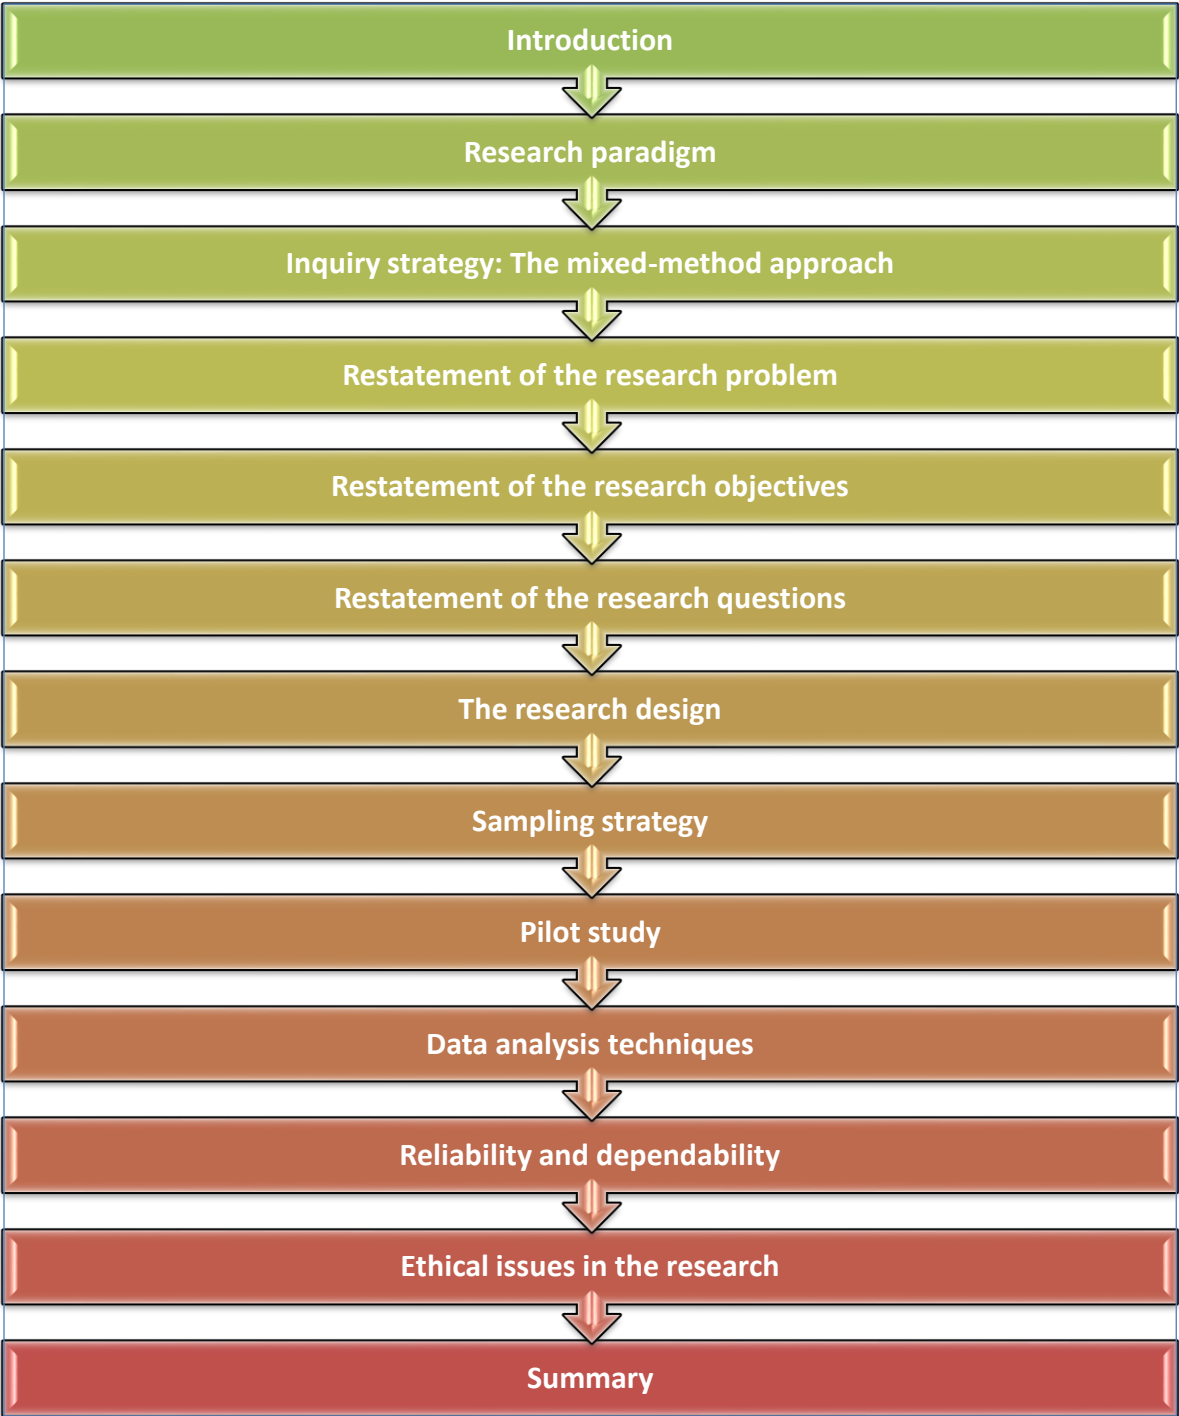 Introduction
Research paradigm
Inquiry strategy: The mixed-method approach
Restatement of the research problem
Restatement of the research objectives
Restatement of the research questions
The research design
Sampling strategy
Pilot study
Data analysis techniques
Reliability and dependability
Ethical issues in the research
Summary